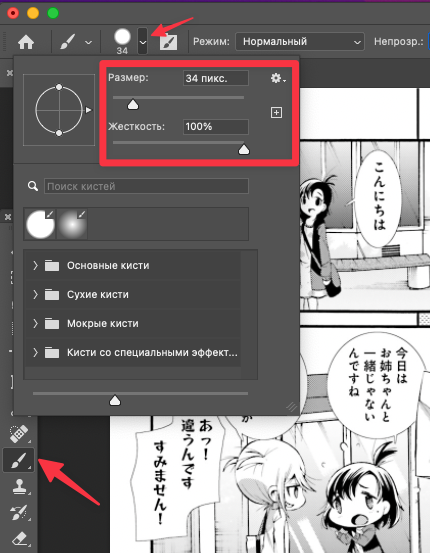 34
Режим:
Нормальный
Непрозр.:
Размер:
34 пикс.
Жесткость:
100%
Поиск кистей
Основные кисти
Сухие кисти
Мокрые кисти
Кисти со специальными эффект...
こんにちは
今日は
お姉ちゃんと
一緒じゃない
んですね
が
あっ！
違うんです
すみません！